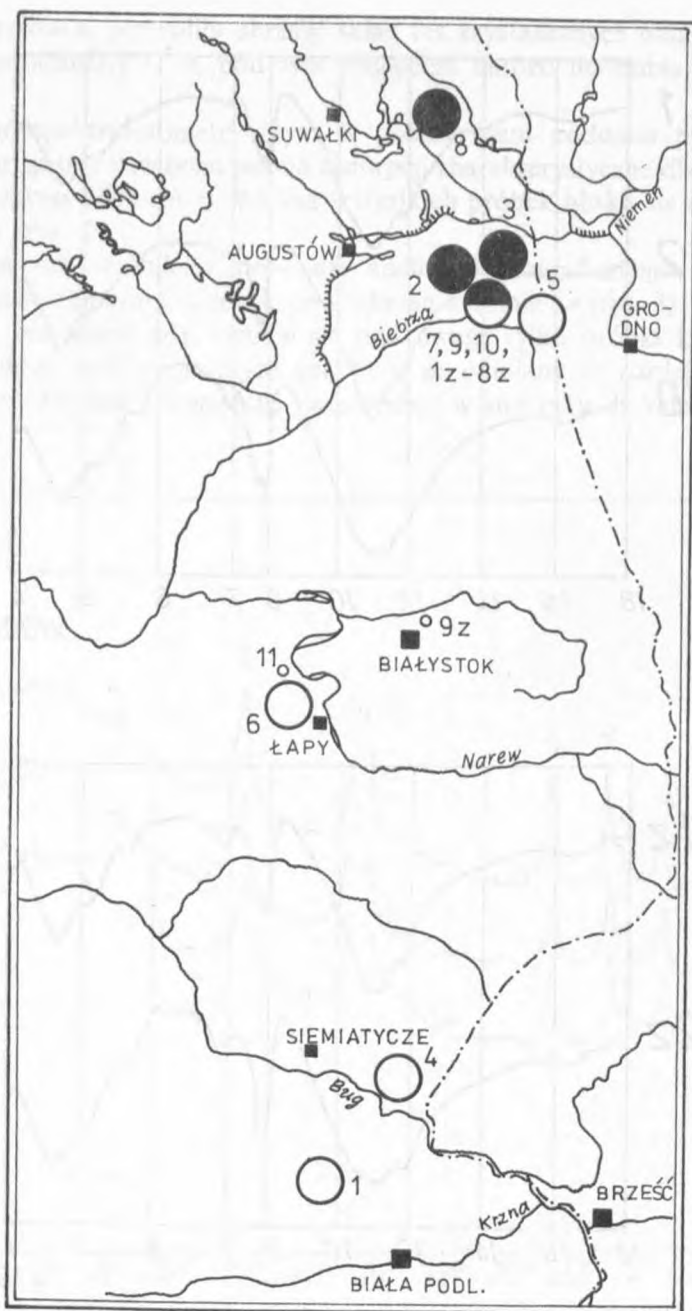 SUWAŁKI
8
3
Niemen
AUGUSTÓW
2
5
Biebrza
GRO-
DNO
7, 9, 10,
1z - 8z
9z
BIAŁYSTOK
11
6
ŁAPY
Narew
SIEMIATYCZE
4
Bug
1
BRZEŚĆ
Krzna
BIAŁA PODL.